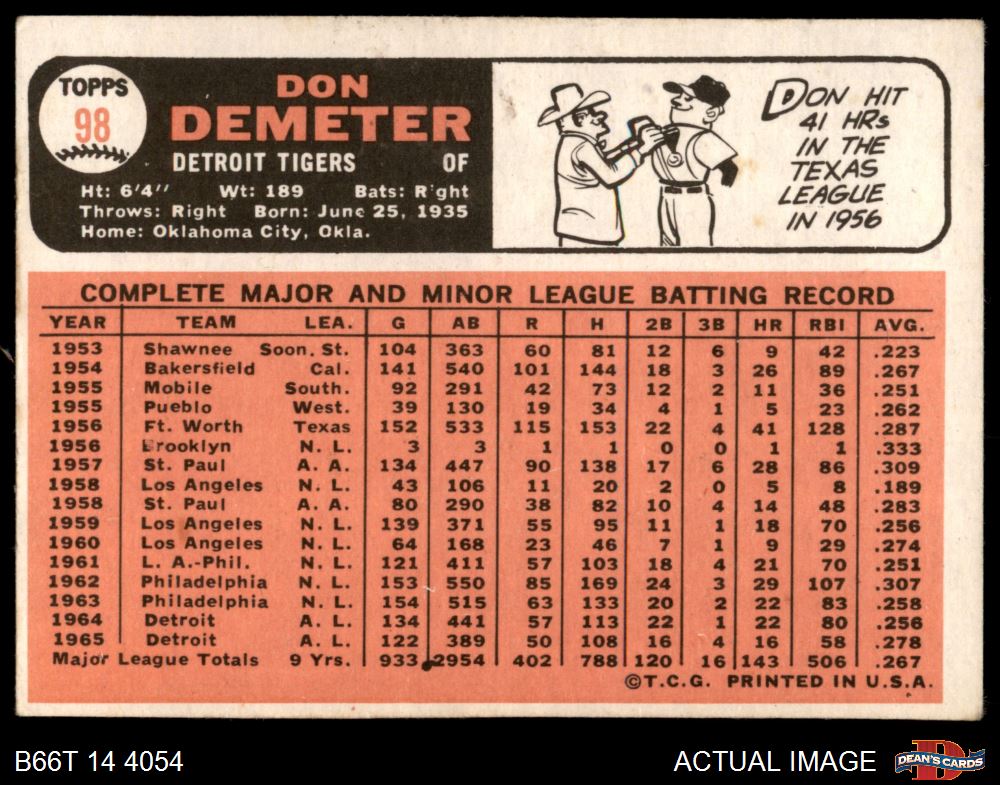 TOPPS
98
DON
DEMETER
DETROIT TIGERS OF
Ht: 6'4" Wt: 189 Bats: Right
Throws: Right Born: June 25, 1935
Home: Oklahoma City, Okla.
DON HIT
41 HRs
IN THE
TEXAS
LEAGUE
IN 1956
COMPLETE MAJOR AND MINOR LEAGUE BATTING RECORD
YEAR TEAM LEA. G AB R H 2B 3B HR RBI AVG.
1953 Shawnee Soon. St. 104 363 60 81 12 6 9 42 .223
1954 Bakersfield Cal. 141 540 101 144 18 3 26 89 .267
1955 Mobile South. 92 291 42 73 12 2 11 36 .251
1955 Pueblo West. 39 130 19 34 4 1 5 23 .262
1956 Ft. Worth Texas 152 533 115 153 22 4 41 128 .287
1956 Brooklyn N. L. 3 3 1 1 0 0 1 1 .333
1957 St. Paul A. A. 134 447 90 138 17 6 28 86 .309
1958 Los Angeles N. L. 43 106 11 20 2 0 5 8 .189
1958 St. Paul A. A. 80 290 38 82 10 4 14 48 .283
1959 Los Angeles N. L. 139 371 55 95 11 1 18 70 .256
1960 Los Angeles N. L. 64 168 23 46 7 1 9 29 .274
1961 L. A.-Phil. N. L. 121 411 57 103 18 4 21 70 .251
1962 Philadelphia N. L. 153 550 85 169 24 3 29 107 .307
1963 Philadelphia N. L. 154 515 63 133 20 2 22 83 .258
1964 Detroit A. L. 134 441 57 113 22 1 22 80 .256
1965 Detroit A. L. 122 389 50 108 16 4 16 58 .278
Major League Totals 9 Yrs. 933 2954 402 788 120 16 143 506 .267
©T.C.G. PRINTED IN U.S.A.
B66T 14 4054 ACTUAL IMAGE DEAN'S CARDS